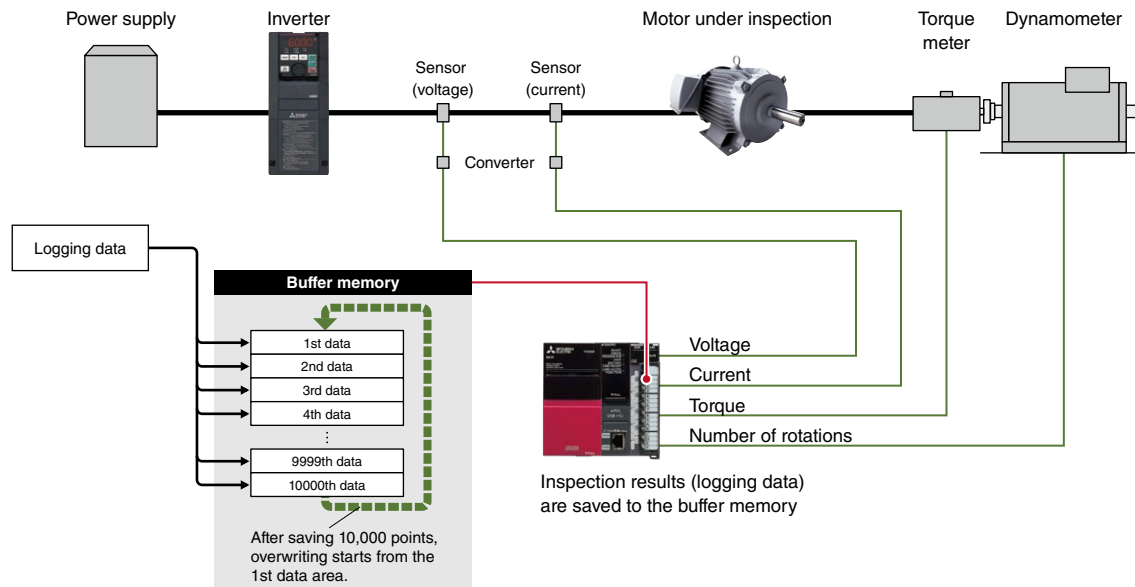 Power supply
Inverter
Motor under inspection
Torque
meter
Dynamometer
Sensor
(voltage)
Sensor
(current)
Converter
Logging data
Buffer memory
1st data
2nd data
3rd data
4th data
⋮
9999th data
10000th data
After saving 10,000 points,
overwriting starts from the
1st data area.
Voltage
Current
Torque
Number of rotations
Inspection results (logging data)
are saved to the buffer memory